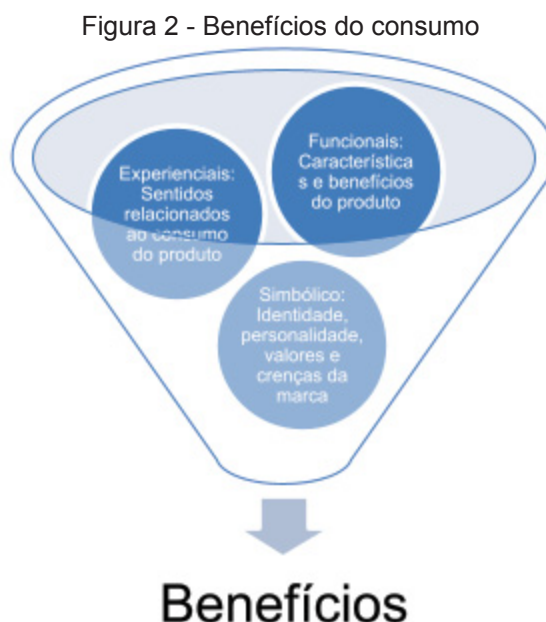 Figura 2 - Benefícios do consumo
Funcionais:
Característica
s e benefícios
do produto
Experienciais:
Sentidos
relacionados
ao consumo
do produto
Simbólico:
Identidade,
personalidade,
valores e
crenças da
marca
Benefícios